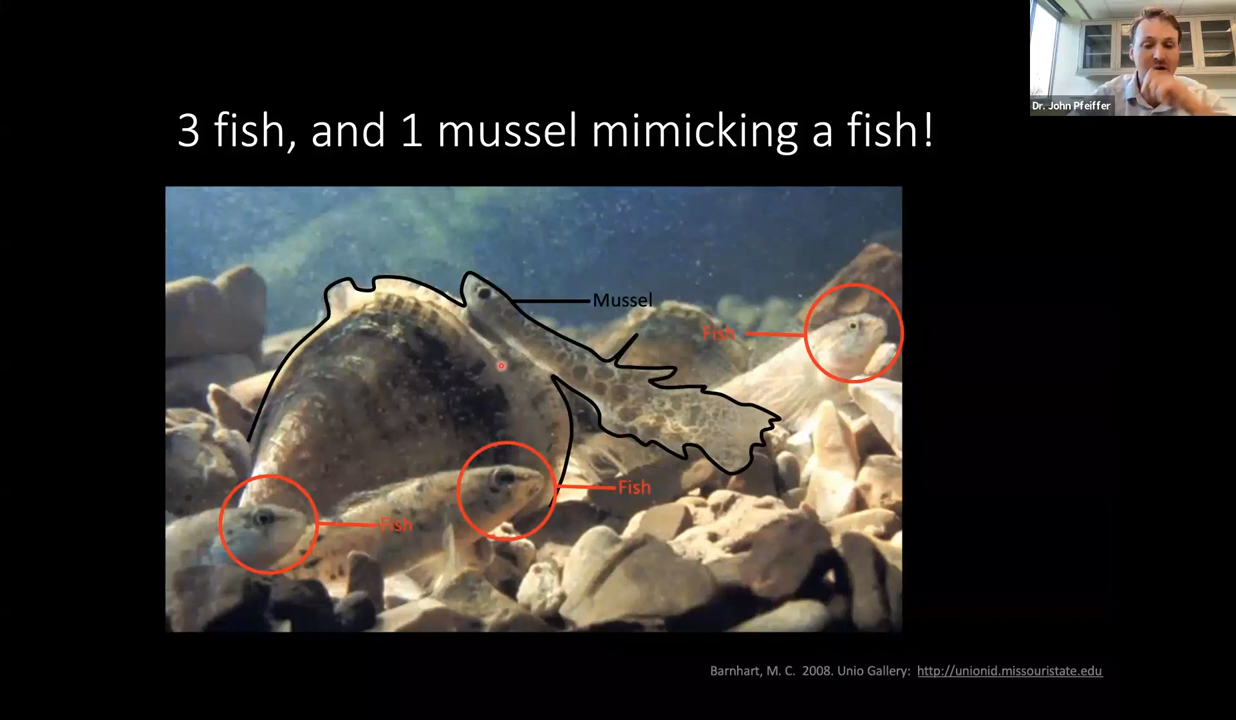 Dr. John Pfeiffer
3 fish, and 1 mussel mimicking a fish!
Mussel
Fish
Fish
Fish
Barnhart, M. C. 2008. Unio Gallery: http://unionid.missouristate.edu